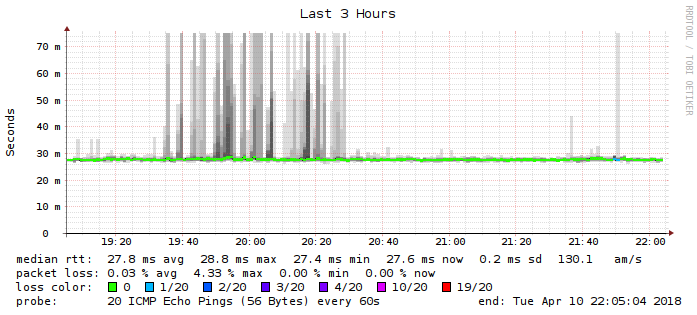 Last 3 Hours
RRDTOOL / TOBI OETIKER
Seconds
70 m
60 m
50 m
40 m
30 m
20 m
10 m
0
19:20 19:40 20:00 20:20 20:40 21:00 21:20 21:40 22:00
median rtt: 27.8 ms avg 28.8 ms max 27.4 ms min 27.6 ms now 0.2 ms sd 130.1 am/s
packet loss: 0.03 % avg 4.33 % max 0.00 % min 0.00 % now
loss color: 0 1/20 2/20 3/20 4/20 10/20 19/20
probe: 20 ICMP Echo Pings (56 Bytes) every 60s end: Tue Apr 10 22:05:04 2018